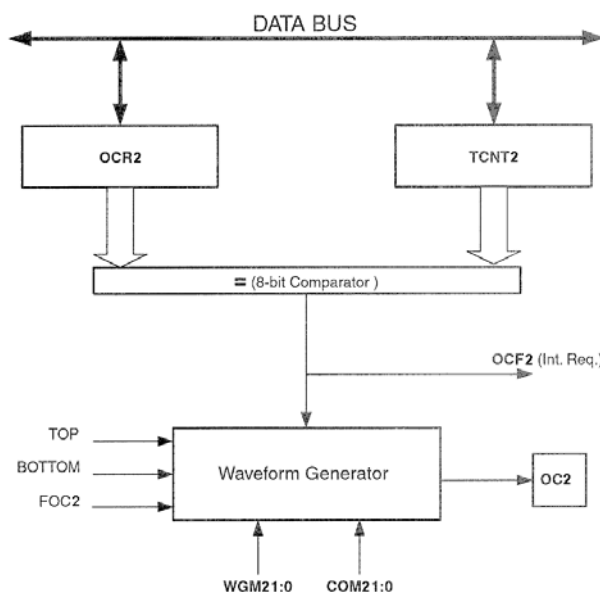 DATA BUS
OCR2
TCNT2
= (8-bit Comparator )
OCF2 (Int. Req.)
TOP
BOTTOM
FOC2
Waveform Generator
OC2
WGM21:0
COM21:0